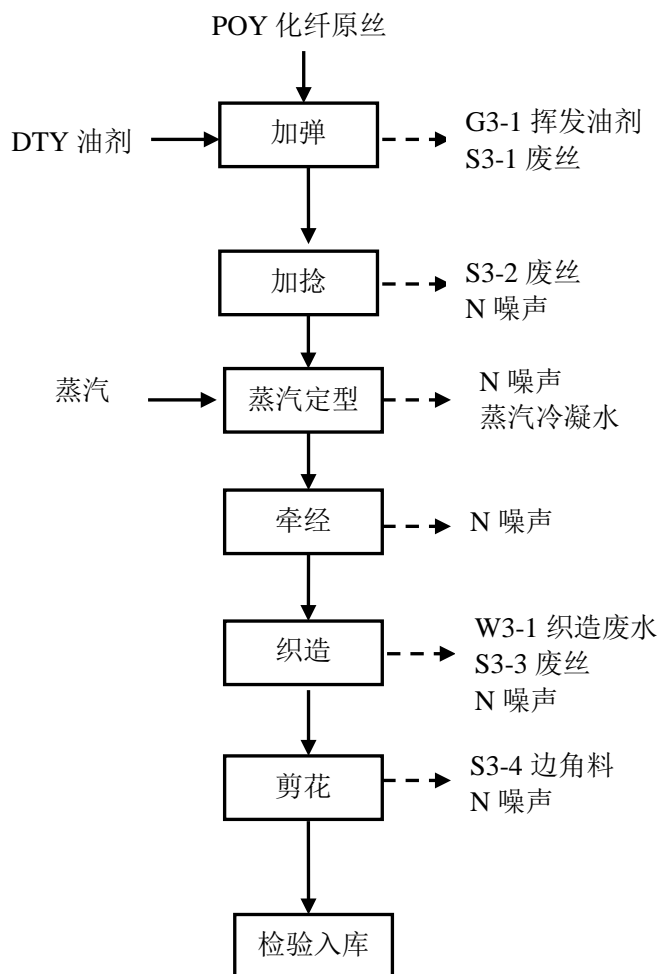 POY 化纤原丝
DTY 油剂
加弹
G3-1 挥发油剂
S3-1 废丝
加捻
S3-2 废丝
N 噪声
蒸汽
蒸汽定型
N 噪声
蒸汽冷凝水
牵经
N 噪声
织造
W3-1 织造废水
S3-3 废丝
N 噪声
剪花
S3-4 边角料
N 噪声
检验入库